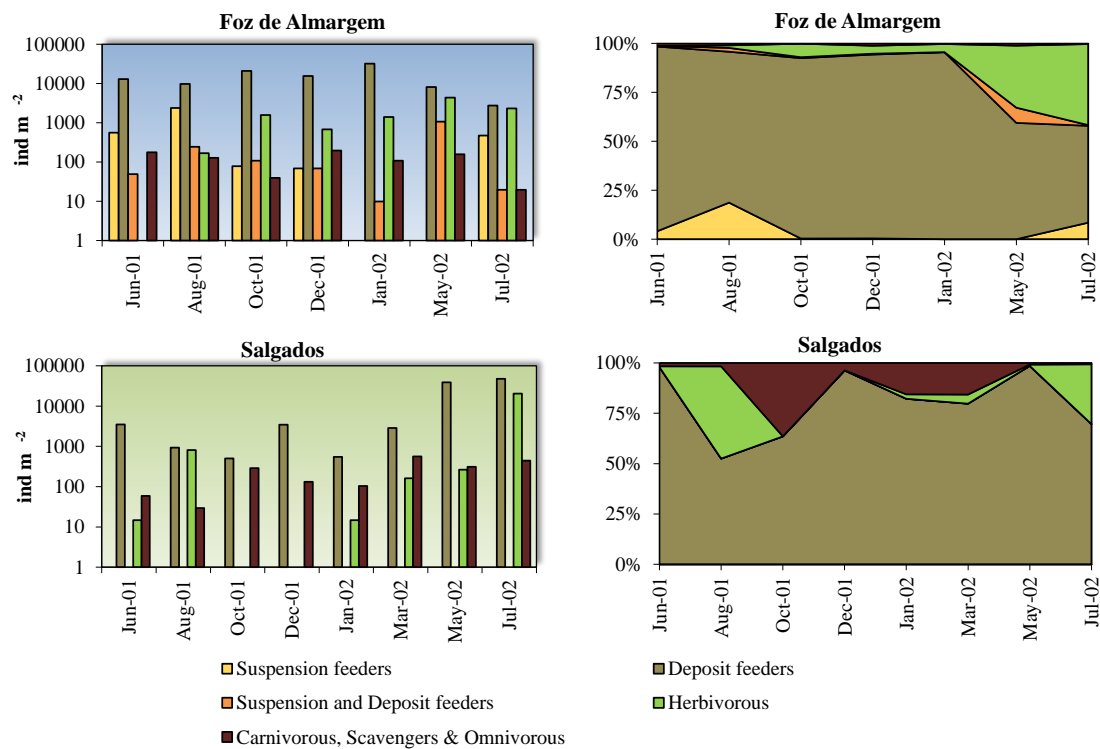 Foz de Almargem
100000
10000
1000
100
10
1
ind m -2
Jun-01
Aug-01
Oct-01
Dec-01
Jan-02
May-02
Jul-02
Foz de Almargem
100%
75%
50%
25%
0%
Jun-01
Aug-01
Oct-01
Dec-01
Jan-02
May-02
Jul-02
Salgados
100000
10000
1000
100
10
1
ind m -2
Jun-01
Aug-01
Oct-01
Dec-01
Jan-02
Mar-02
May-02
Jul-02
Salgados
100%
75%
50%
25%
0%
Jun-01
Aug-01
Oct-01
Dec-01
Jan-02
Mar-02
May-02
Jul-02
Suspension feeders
Deposit feeders
Suspension and Deposit feeders
Herbivorous
Carnivorous, Scavengers & Omnivorous